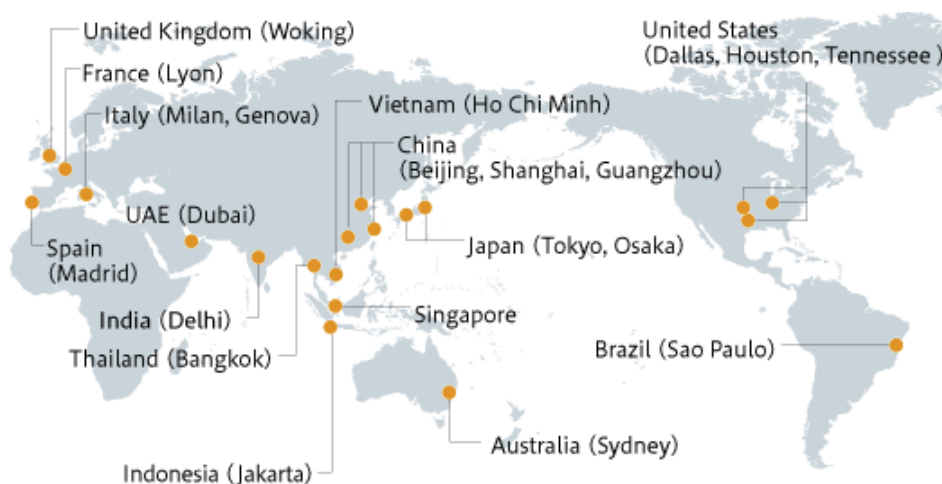 United Kingdom (Woking)
France (Lyon)
Italy (Milan, Genova)
United States
(Dallas, Houston, Tennessee )
Vietnam (Ho Chi Minh)
China
(Beijing, Shanghai, Guangzhou)
UAE (Dubai)
Spain
(Madrid)
Japan (Tokyo, Osaka)
India (Delhi)
Singapore
Thailand (Bangkok)
Brazil (Sao Paulo)
Australia (Sydney)
Indonesia (Jakarta)